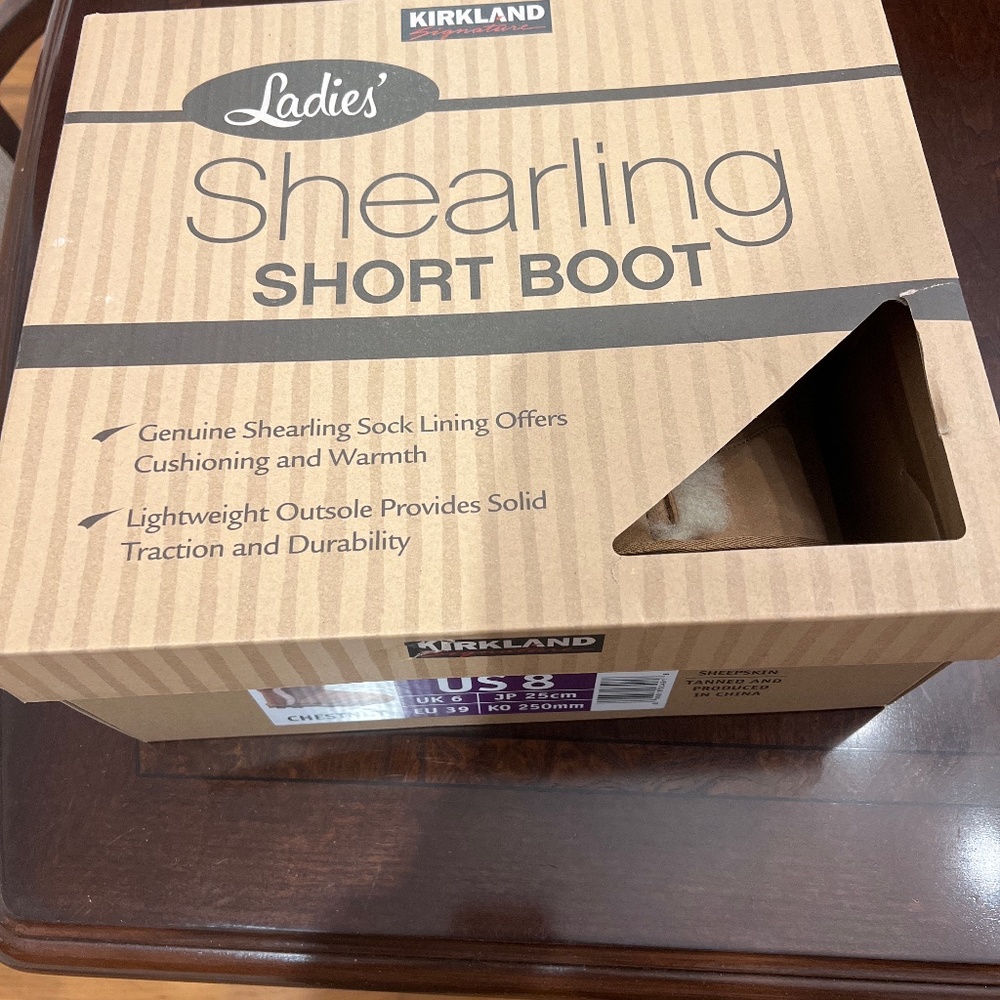 KIRKLAND
Signature
Ladies'
Shearling
SHORT BOOT
Genuine Shearling Sock Lining Offers
Cushioning and Warmth
Lightweight Outsole Provides Solid
Traction and Durability
KIRKLAND
US 8
UK 6 JP 25cm
EU 39 KO 250mm
SHEEPSKIN
TANNED AND
PRODUCED
IN CHINA